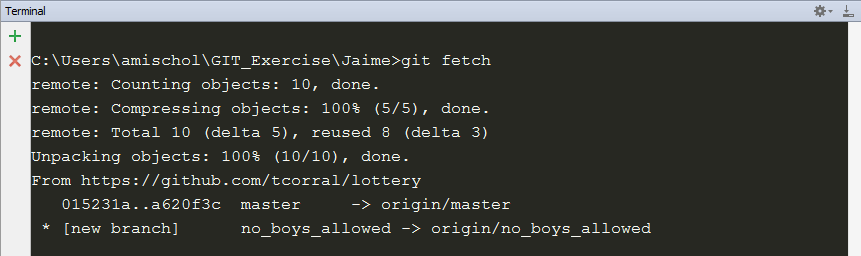 Terminal
C:\Users\amischol\GIT_Exercise\Jaime>git fetch
remote: Counting objects: 10, done.
remote: Compressing objects: 100% (5/5), done.
remote: Total 10 (delta 5), reused 8 (delta 3)
Unpacking objects: 100% (10/10), done.
From https://github.com/tcorral/lottery
   015231a..a620f3c  master     -> origin/master
 * [new branch]      no_boys_allowed -> origin/no_boys_allowed